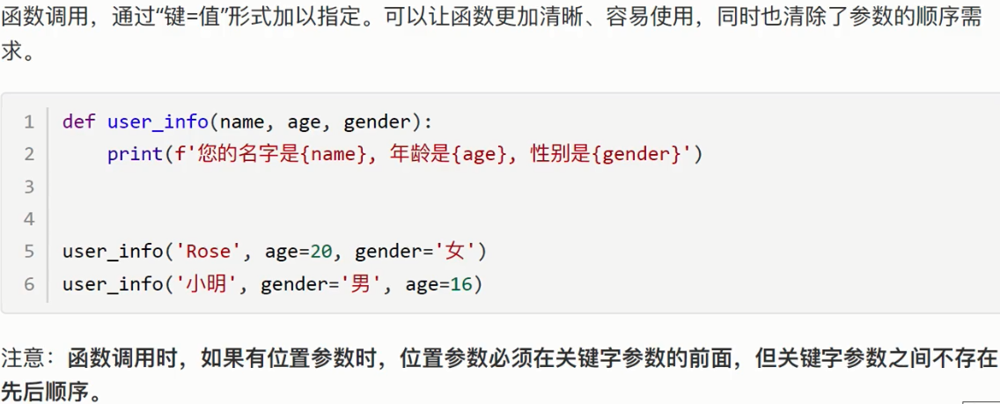 函数调用，通过“键=值”形式加以指定。可以让函数更加清晰、容易使用，同时也清除了参数的顺序需
求。
1 def user_info(name, age, gender):
2     print(f'您的名字是{name}, 年龄是{age}, 性别是{gender}')
3
4
5 user_info('Rose', age=20, gender='女')
6 user_info('小明', gender='男', age=16)
注意：函数调用时，如果有位置参数时，位置参数必须在关键字参数的前面，但关键字参数之间不存在
先后顺序。